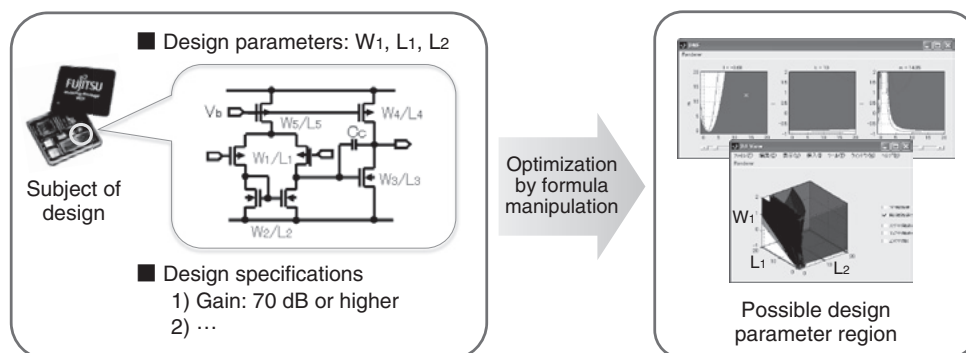 ■ Design parameters: W1, L1, L2
FUJITSU
Subject of
design
Vb
W5/L5
W4/L4
Cc
W1/L1
W3/L3
W2/L2
■ Design specifications
1) Gain: 70 dB or higher
2) ⋯
Optimization
by formula
manipulation
W1
L1
L2
Possible design
parameter region